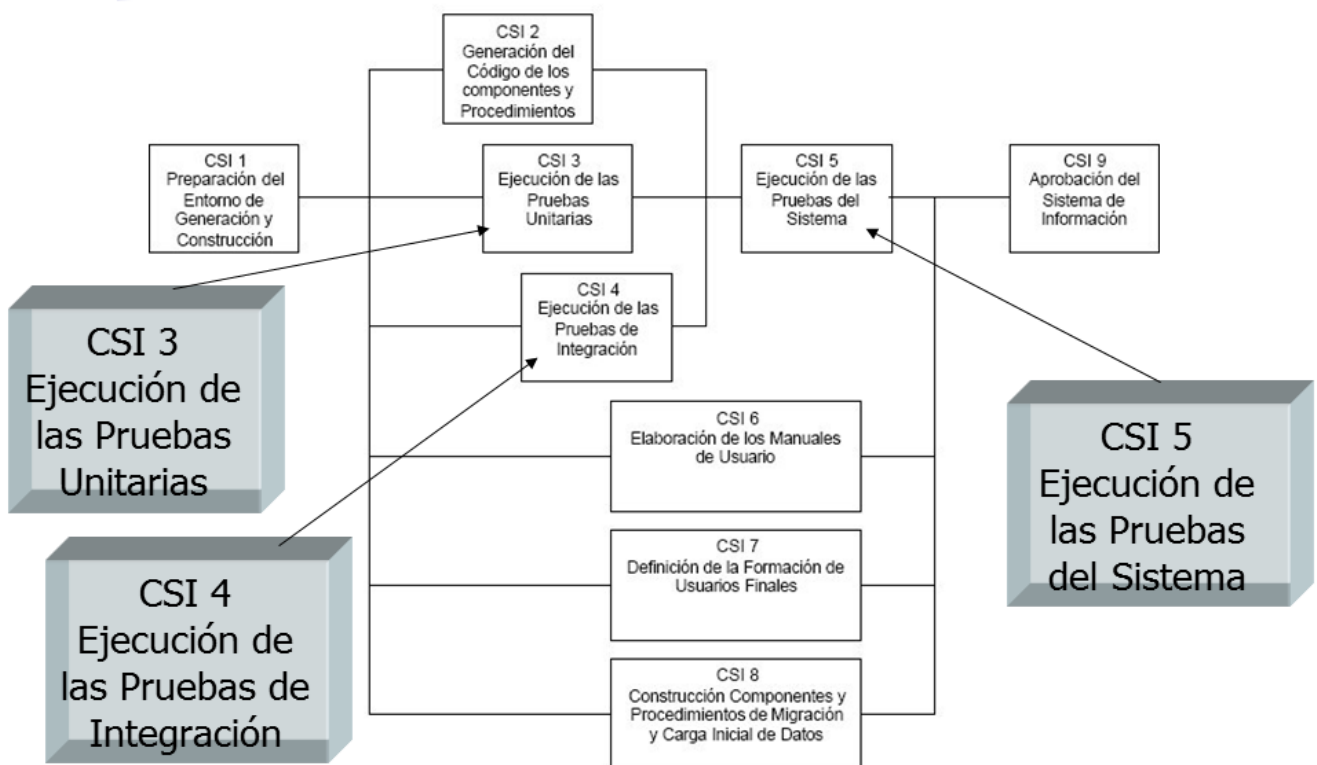 CSI 2
Generación del
Código de los
componentes y
Procedimientos
CSI 1
Preparación del
Entorno de
Generación y
Construcción
CSI 3
Ejecución de las
Pruebas
Unitarias
CSI 5
Ejecución de las
Pruebas del
Sistema
CSI 9
Aprobación del
Sistema de
Información
CSI 4
Ejecución de las
Pruebas de
Integración
CSI 3
Ejecución de
las Pruebas
Unitarias
CSI 6
Elaboración de los Manuales
de Usuario
CSI 5
Ejecución de
las Pruebas
del Sistema
CSI 7
Definición de la Formación de
Usuarios Finales
CSI 4
Ejecución de
las Pruebas de
Integración
CSI 8
Construcción Componentes y
Procedimientos de Migración
y Carga Inicial de Datos